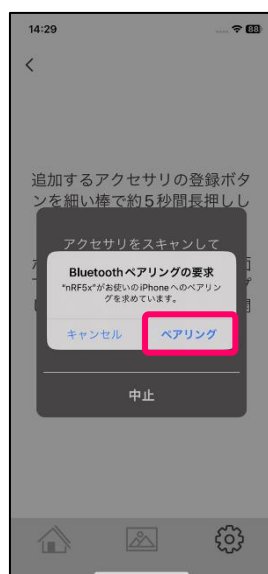 14:29
88
追加するアクセサリの登録ボタ
ンを細い棒で約5秒間長押しし
アクセサリをスキャンして
Bluetoothペアリングの要求
"nRF5x"がお使いのiPhoneへのペアリン
グを求めています。
キャンセル
ペアリング
中止